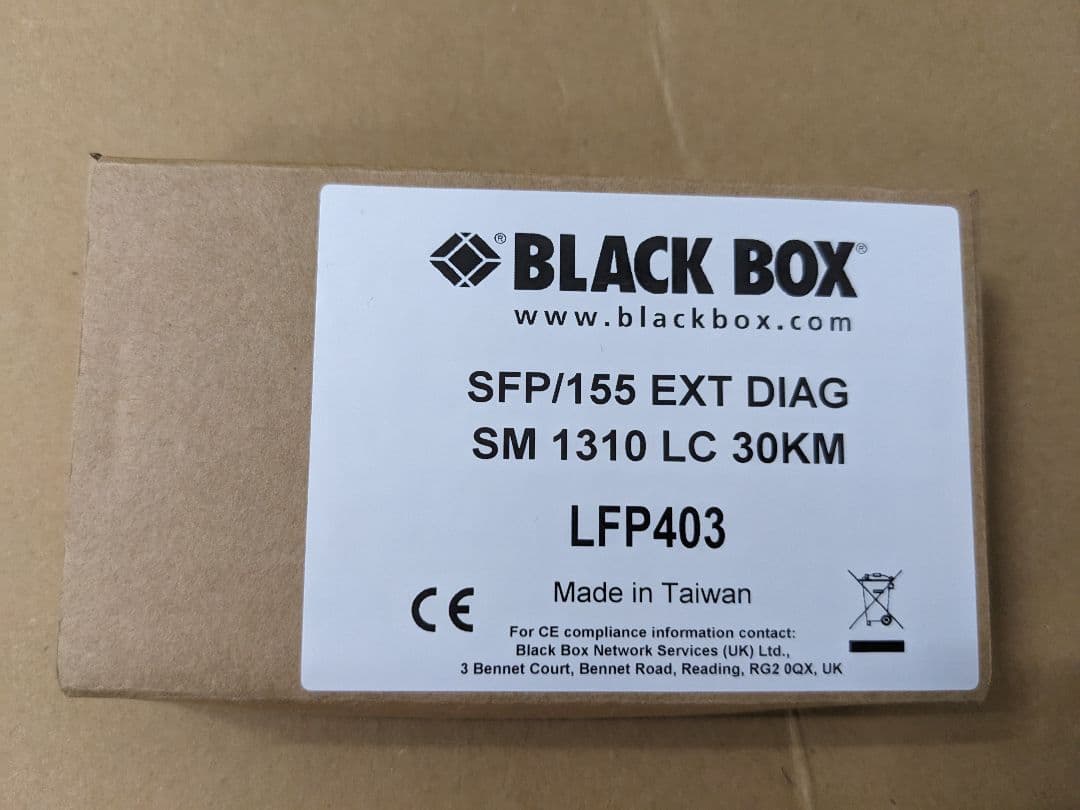 ® BLACK BOX®
www.blackbox.com
SFP/155 EXT DIAG
SM 1310 LC 30KM
LFP403
Made in Taiwan
CE
For CE compliance information contact:
Black Box Network Services (UK) Ltd.,
3 Bennet Court, Bennet Road, Reading, RG2 0QX, UK